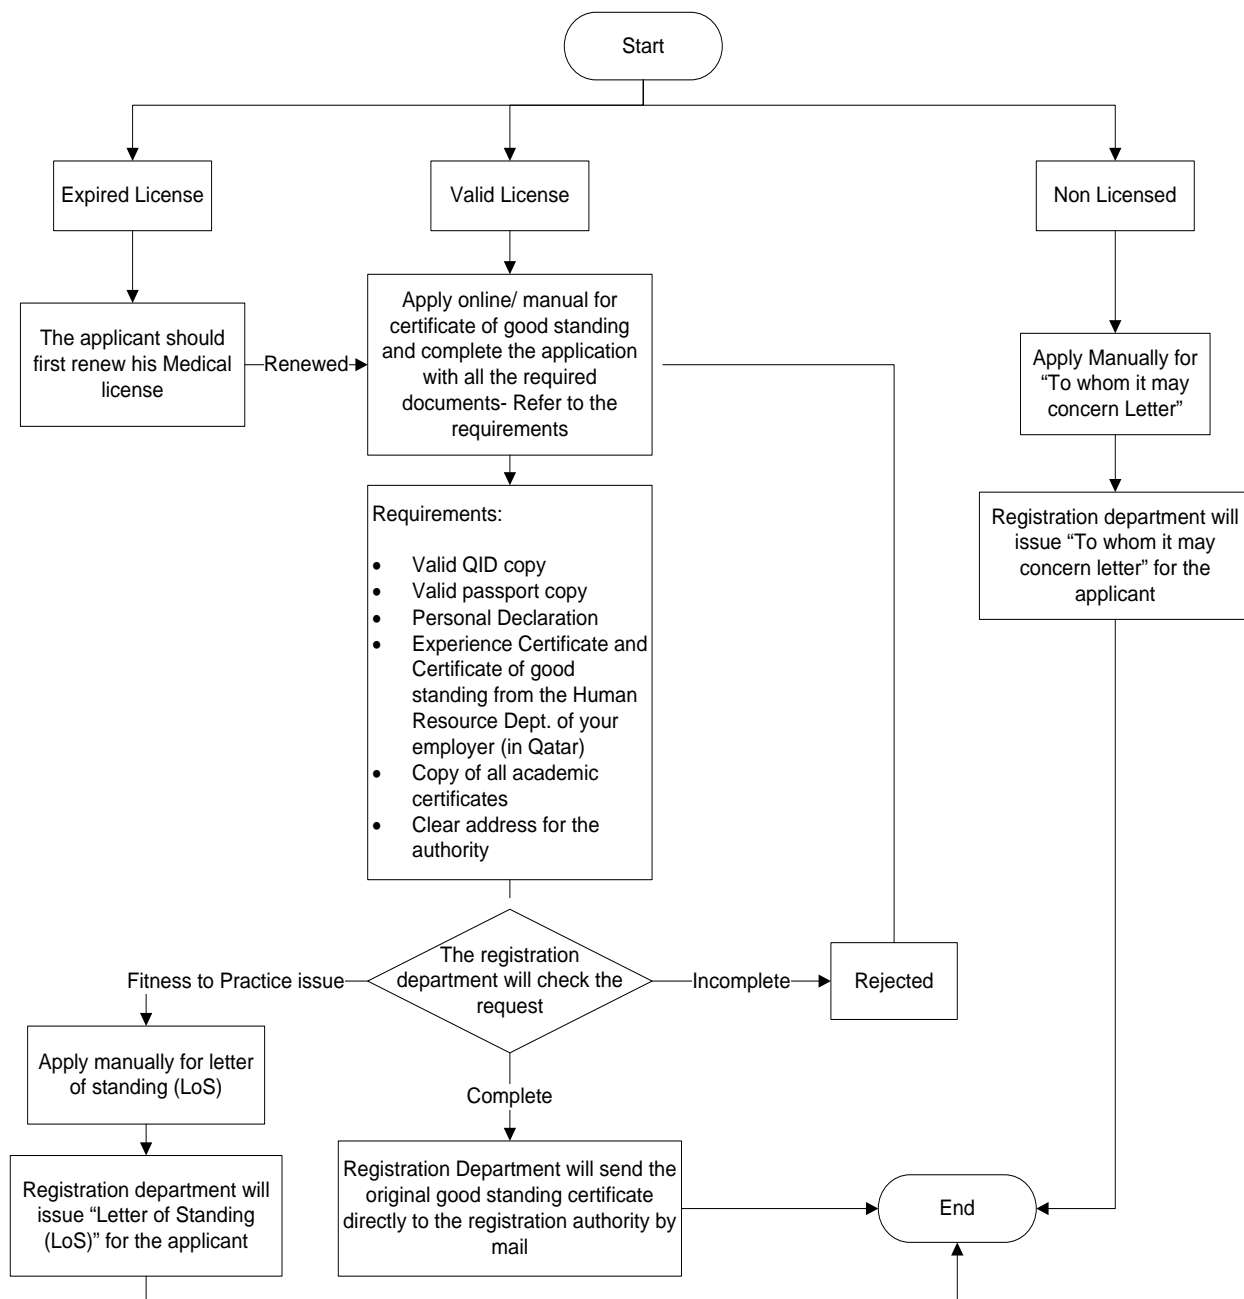 Start
Expired License
Valid License
Non Licensed
The applicant should
first renew his Medical
license
Renewed
Apply online/ manual for
certificate of good standing
and complete the application
with all the required
documents- Refer to the
requirements
Apply Manually for
“To whom it may
concern Letter”
Requirements:
• Valid QID copy
• Valid passport copy
• Personal Declaration
• Experience Certificate and
Certificate of good
standing from the Human
Resource Dept. of your
employer (in Qatar)
• Copy of all academic
certificates
• Clear address for the
authority
Registration department will
issue “To whom it may
concern letter” for the
applicant
The registration
department will check the
request
Fitness to Practice issue
Incomplete
Rejected
Apply manually for letter
of standing (LoS)
Complete
Registration department will
issue “Letter of Standing
(LoS)” for the applicant
Registration Department will send the
original good standing certificate
directly to the registration authority by
mail
End